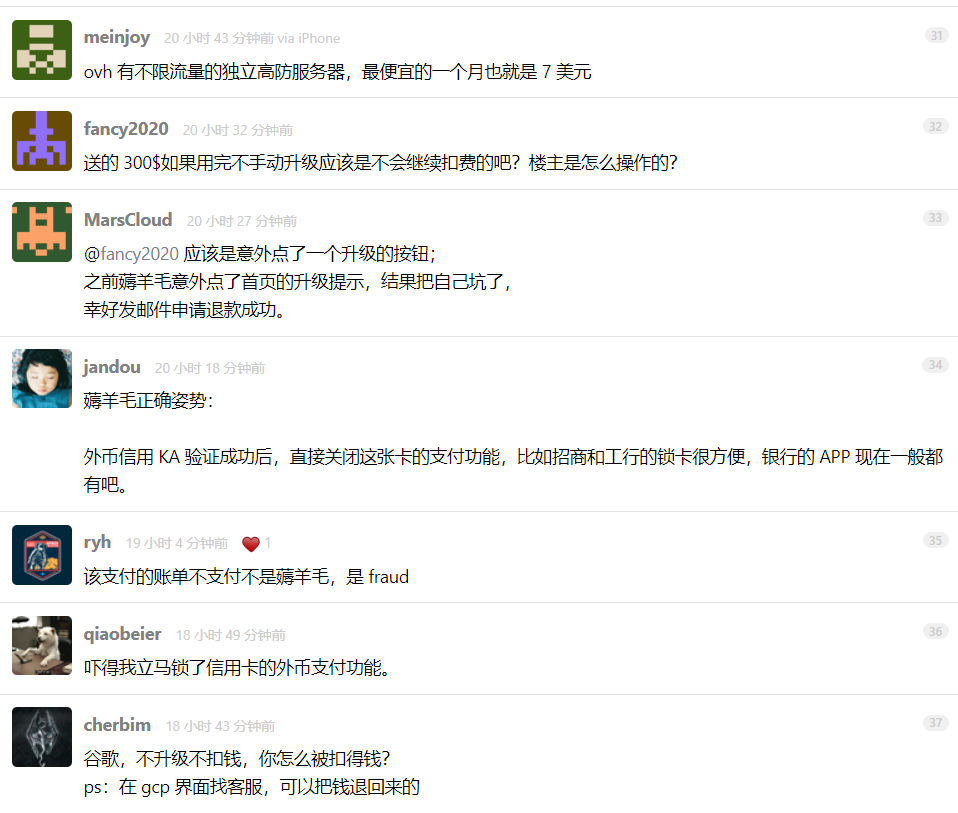 meinjoy 20 小时 43 分钟前 via iPhone 31
ovh 有不限流量的独立高防服务器，最便宜的一个月也就是 7 美元
fancy2020 20 小时 32 分钟前 32
送的 300$如果用完不手动升级应该是不会继续扣费的吧？楼主是怎么操作的？
MarsCloud 20 小时 27 分钟前 33
@fancy2020 应该是意外点了一个升级的按钮；
之前薅羊毛意外点了首页的升级提示，结果把自己坑了，
幸好发邮件申请退款成功。
jandou 20 小时 18 分钟前 34
薅羊毛正确姿势：
外币信用 KA 验证成功后，直接关闭这张卡的支付功能，比如招商和工行的锁卡很方便，银行的 APP 现在一般都
有吧。
ryh 19 小时 4 分钟前 1 35
该支付的账单不支付不是薅羊毛，是 fraud
qiaobeier 18 小时 49 分钟前 36
吓得我立马锁了信用卡的外币支付功能。
cherbim 18 小时 43 分钟前 37
谷歌，不升级不扣钱，你怎么被扣得钱？
ps：在 gcp 界面找客服，可以把钱退回来的